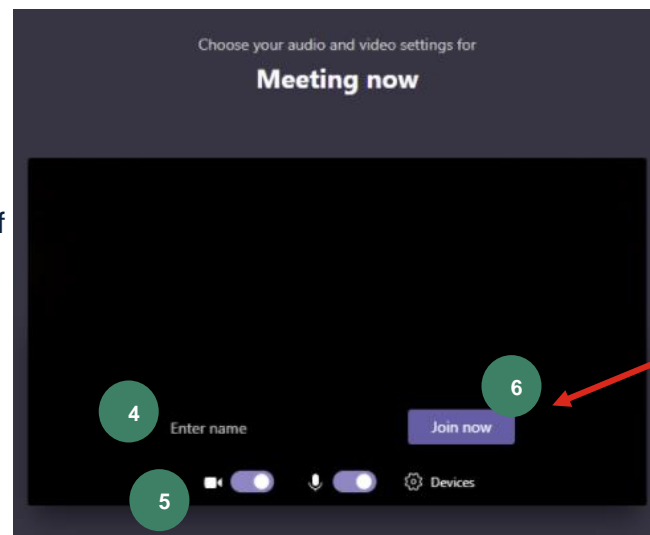 Choose your audio and video settings for
Meeting now
f
6
4
Enter name
Join now
5
Devices